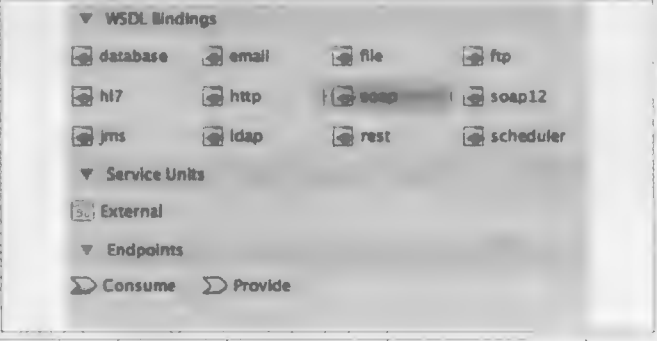 WSDL Bindings
database email file ftp
hl7 http soap soap12
jms ldap rest scheduler
Service Units
External
Endpoints
Consume Provide